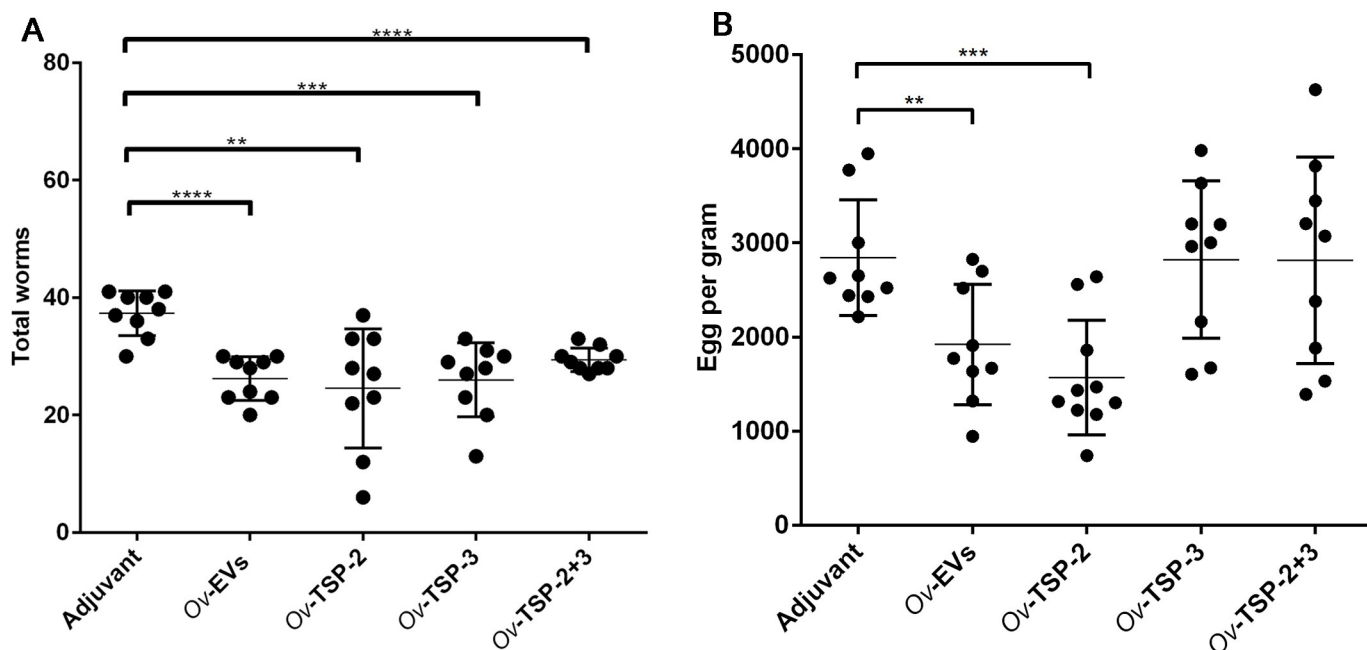 A
****
***
**
****
Total worms
80
60
40
20
0
Adjuvant
Ov-EVs
Ov-TSP-2
Ov-TSP-3
Ov-TSP-2+3
B
***
**
Egg per gram
5000
4000
3000
2000
1000
0
Adjuvant
Ov-EVs
Ov-TSP-2
Ov-TSP-3
Ov-TSP-2+3